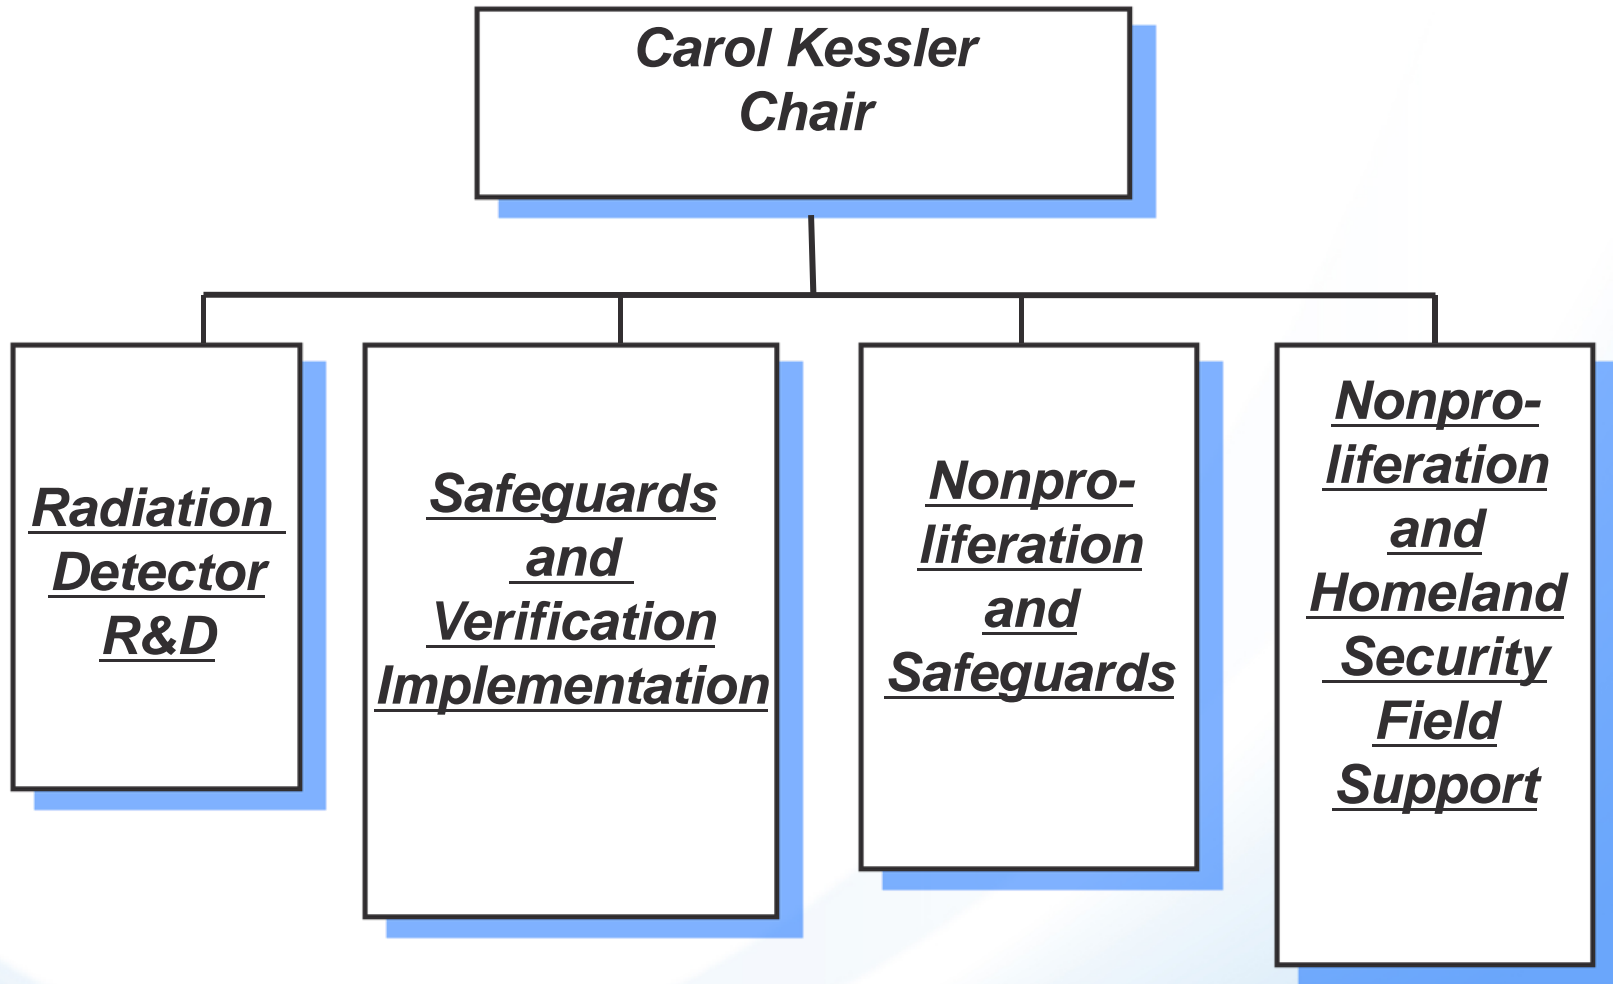 Carol Kessler
Chair
Radiation
Detector
R&D
Safeguards
and
Verification
Implementation
Nonpro-
liferation
and
Safeguards
Nonpro-
liferation
and
Homeland
Security
Field
Support